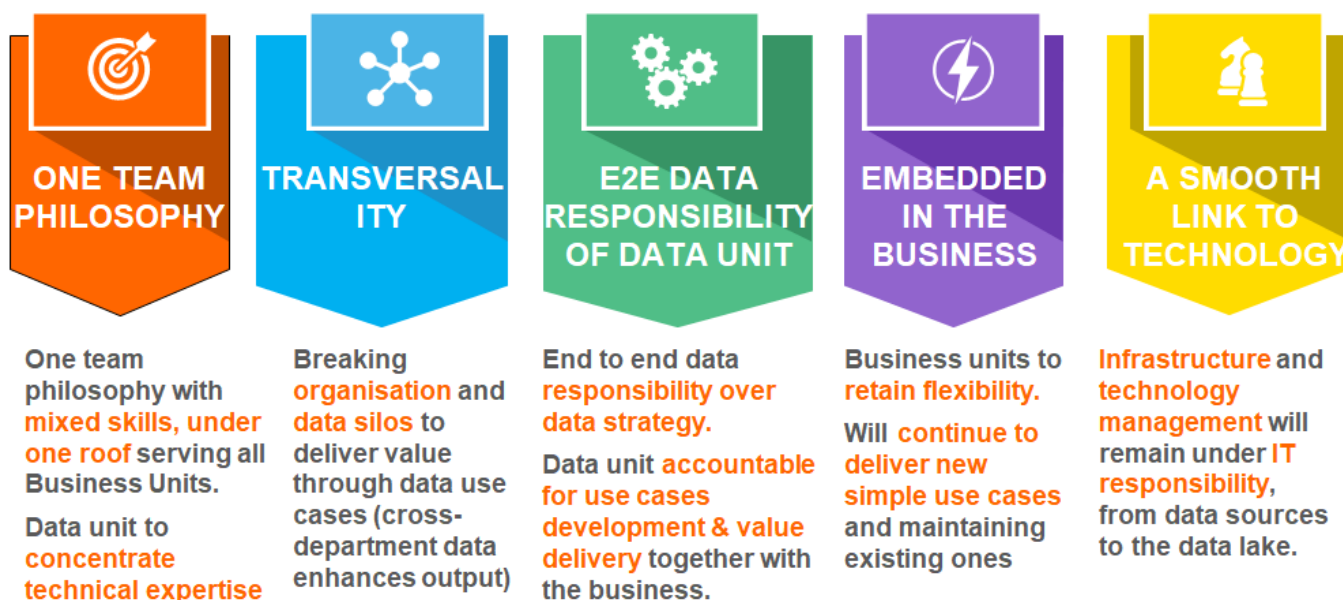 ONE TEAM
PHILOSOPHY
TRANSVERSAL
ITY
E2E DATA
RESPONSIBILITY
OF DATA UNIT
EMBEDDED
IN THE
BUSINESS
A SMOOTH
LINK TO
TECHNOLOGY
One team
philosophy with
mixed skills, under
one roof serving all
Business Units.
Data unit to
concentrate
technical expertise
Breaking
organisation and
data silos to
deliver value
through data use
cases (cross-
department data
enhances output)
End to end data
responsibility over
data strategy.
Data unit accountable
for use cases
development & value
delivery together with
the business.
Business units to
retain flexibility.
Will continue to
deliver new
simple use cases
and maintaining
existing ones
Infrastructure and
technology
management will
remain under IT
responsibility,
from data sources
to the data lake.